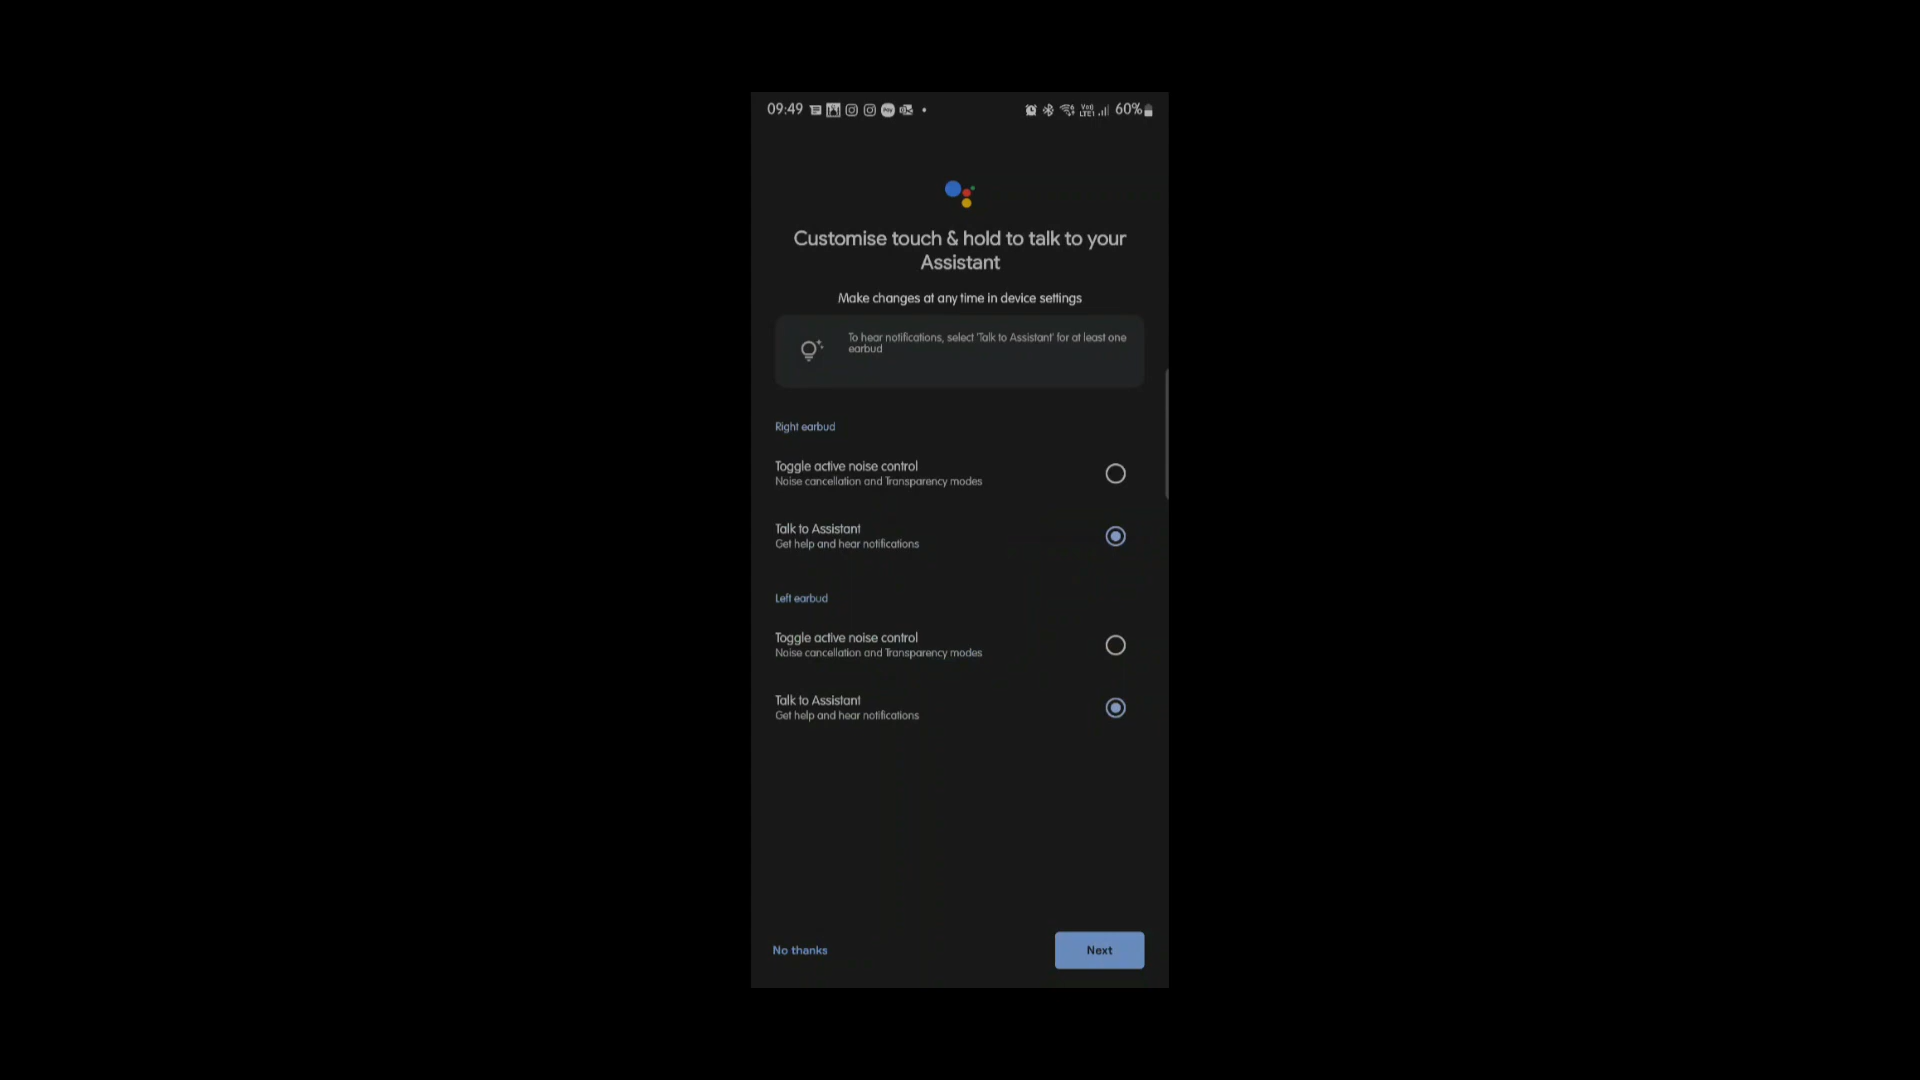 09:49 60%
Customise touch & hold to talk to your
Assistant
Make changes at any time in device settings
To hear notifications, select 'Talk to Assistant' for at least one
earbud
Right earbud
Toggle active noise control
Noise cancellation and Transparency modes
Talk to Assistant
Get help and hear notifications
Left earbud
Toggle active noise control
Noise cancellation and Transparency modes
Talk to Assistant
Get help and hear notifications
No thanks
Next